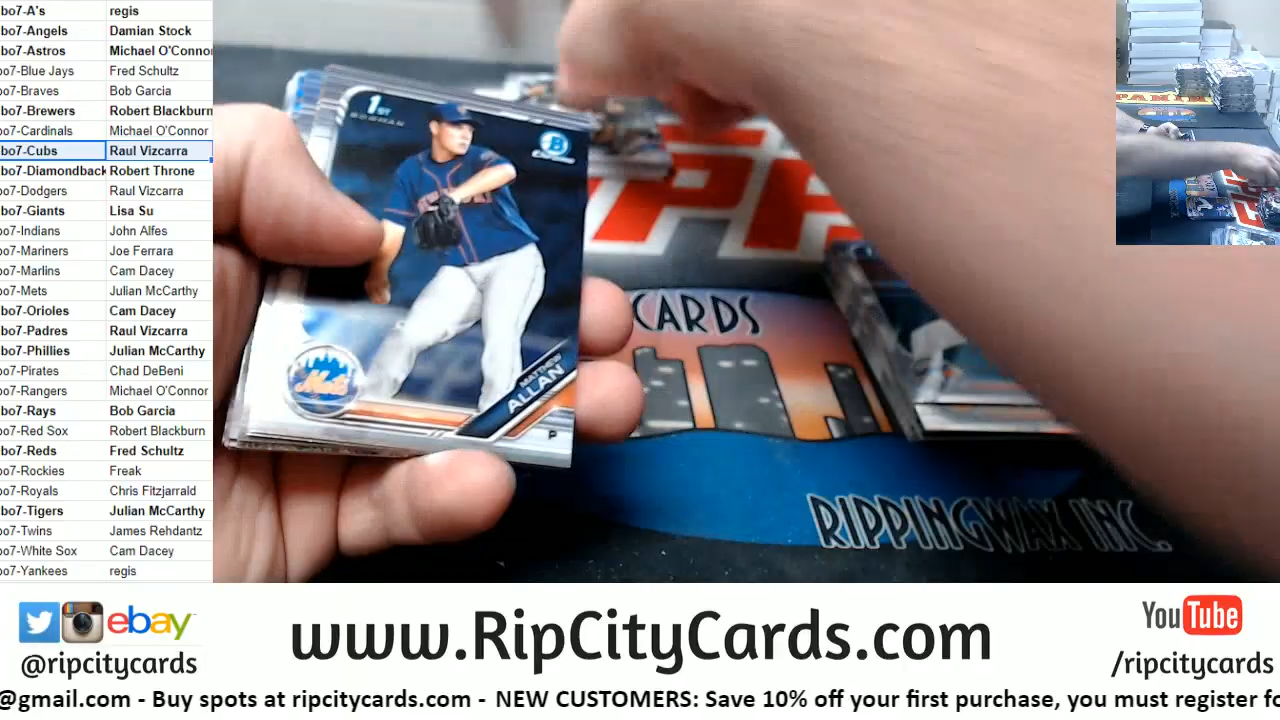 bo7-A's regis
bo7-Angels Damian Stock
bo7-Astros Michael O'Connor
bo7-Blue Jays Fred Schultz
bo7-Braves Bob Garcia
bo7-Brewers Robert Blackburn
bo7-Cardinals Michael O'Connor
bo7-Cubs Raul Vizcarra
bo7-Diamondback Robert Throne
bo7-Dodgers Raul Vizcarra
bo7-Giants Lisa Su
bo7-Indians John Alfes
bo7-Mariners Joe Ferrara
bo7-Marlins Cam Dacey
bo7-Mets Julian McCarthy
bo7-Orioles Cam Dacey
bo7-Padres Raul Vizcarra
bo7-Phillies Julian McCarthy
bo7-Pirates Chad DeBeni
bo7-Rangers Michael O'Connor
bo7-Rays Bob Garcia
bo7-Red Sox Robert Blackburn
bo7-Reds Fred Schultz
bo7-Rockies Freak
bo7-Royals Chris Fitzjarrald
bo7-Tigers Julian McCarthy
bo7-Twins James Rehdantz
bo7-White Sox Cam Dacey
bo7-Yankees regis
1ST
BOWMAN
B
Chrome
Mets
MATTHEW
ALLAN
P
CARDS
RIPPINGWAX INC.
PANINI
ebay
@ripcitycards
www.RipCityCards.com
YouTube
/ripcitycards
@gmail.com - Buy spots at ripcitycards.com - NEW CUSTOMERS: Save 10% off your first purchase, you must register fo